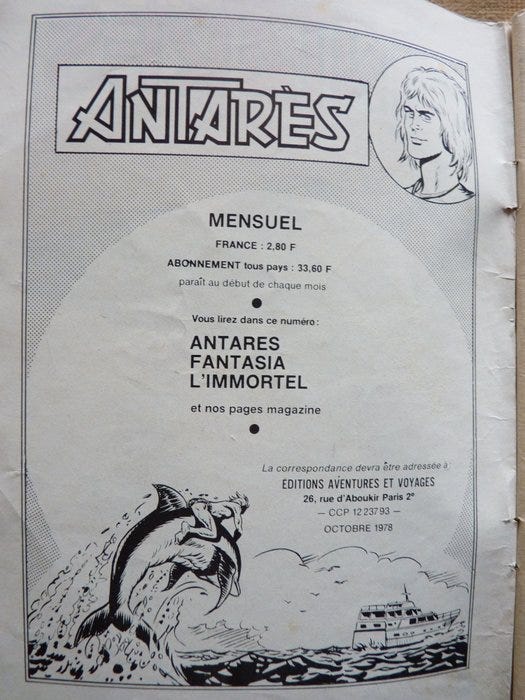 ANTARÈS
MENSUEL
FRANCE : 2,80 F
ABONNEMENT tous pays : 33,60 F
paraît au début de chaque mois
Vous lirez dans ce numéro :
ANTARES
FANTASIA
L'IMMORTEL
et nos pages magazine
La correspondance devra être adressée à
EDITIONS AVENTURES ET VOYAGES
26, rue d'Aboukir Paris 2e
— CCP 12 237 93 —
OCTOBRE 1978